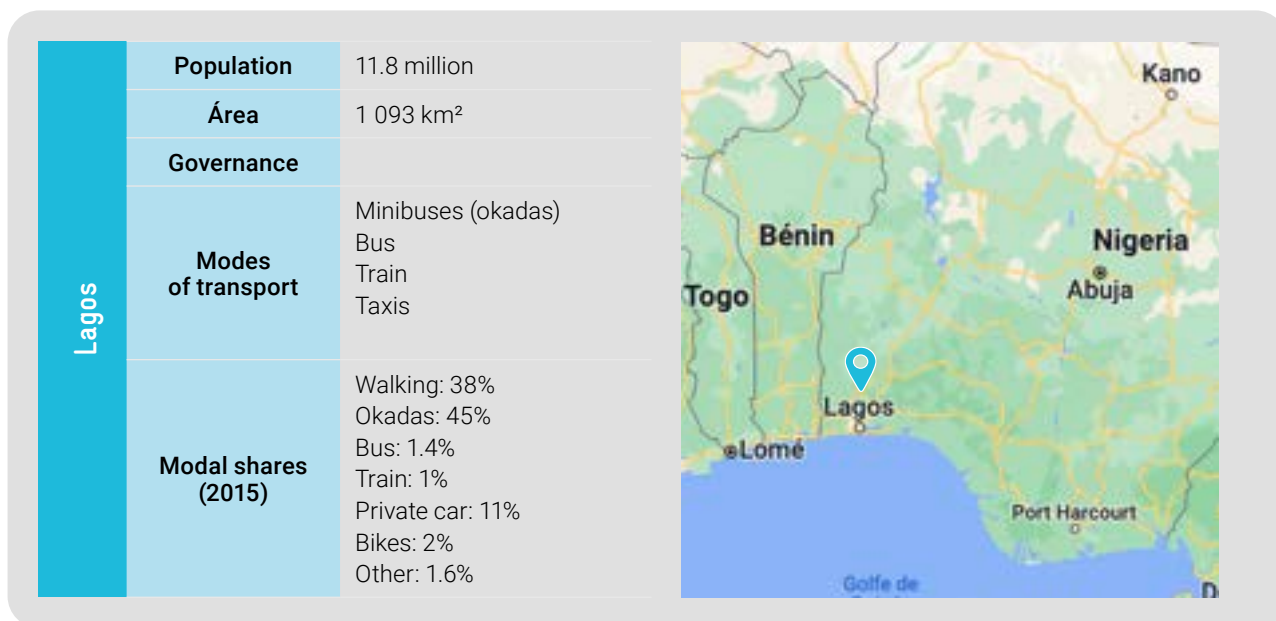 Lagos
Population
11.8 million
Área
1 093 km²
Governance
Modes
of transport
Minibuses (okadas)
Bus
Train
Taxis
Modal shares
(2015)
Walking: 38%
Okadas: 45%
Bus: 1.4%
Train: 1%
Private car: 11%
Bikes: 2%
Other: 1.6%
Kano
Bénin
Nigeria
Abuja
Togo
Lagos
Lomé
Port Harcourt
Golfe de